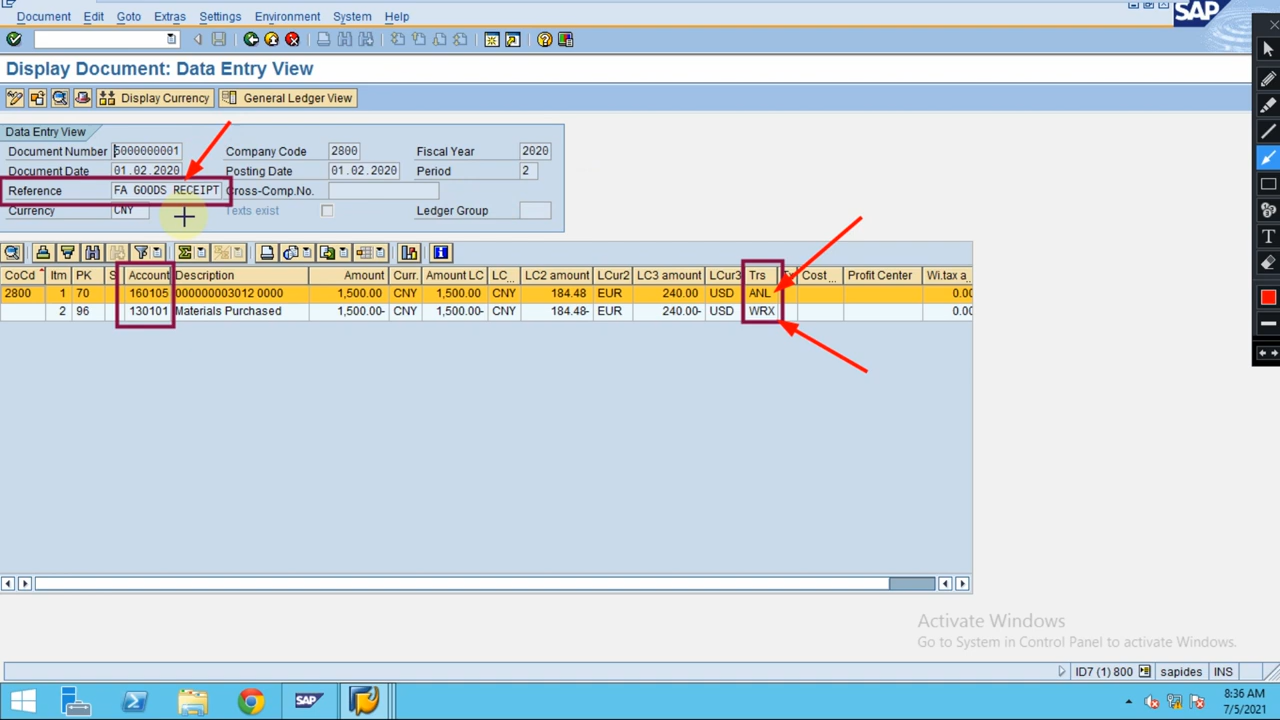 Document Edit Goto Extras Settings Environment System Help
SAP
Display Document: Data Entry View
Display Currency General Ledger View
Data Entry View
Document Number 5000000001 Company Code 2800 Fiscal Year 2020
Document Date 01.02.2020 Posting Date 01.02.2020 Period 2
Reference FA GOODS RECEIPT Cross-Comp.No.
Currency CNY Texts exist Ledger Group
CoCd Itm PK S Account Description Amount Curr. Amount LC LC... LC2 amount LCur2 LC3 amount LCur3 Trs Cost... Profit Center Wi.tax a
2800 1 70 160105 000000003012 0000 1,500.00 CNY 1,500.00 CNY 184.48 EUR 240.00 USD ANL 0.00
2 96 130101 Materials Purchased 1,500.00- CNY 1,500.00- CNY 184.48- EUR 240.00- USD WRX 0.00
T
Activate Windows
Go to System in Control Panel to activate Windows.
ID7 (1) 800 sapides INS
SAP
8:36 AM
7/5/2021